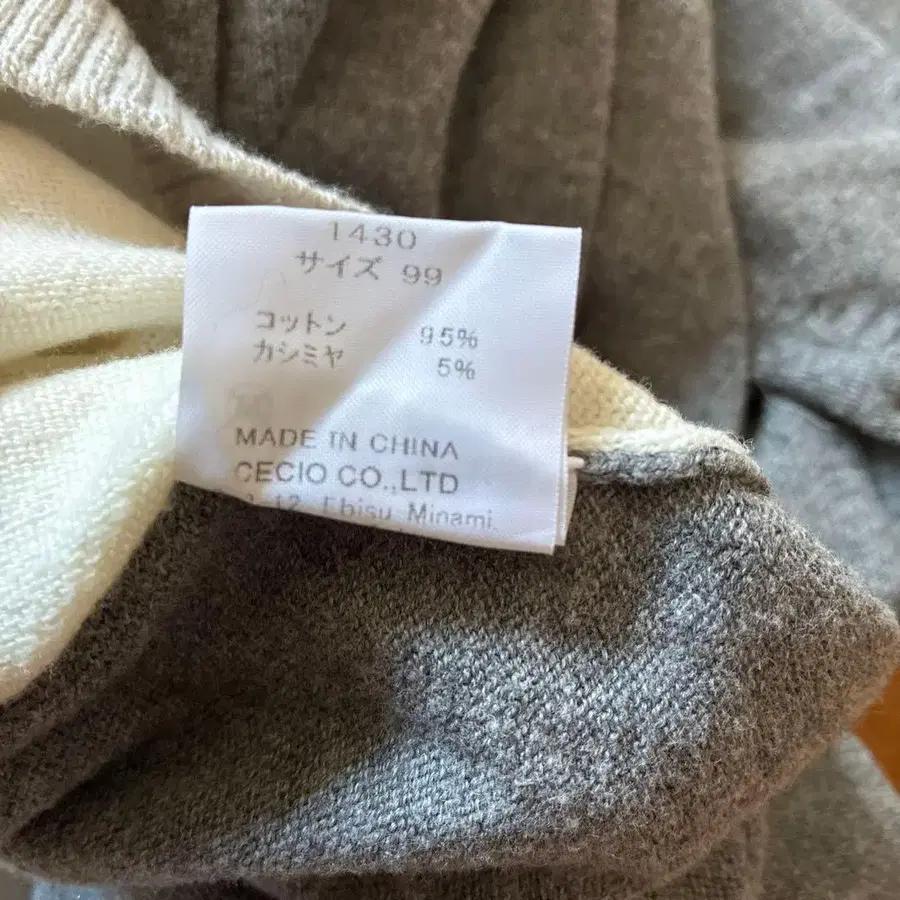 1430
サイズ 99
コットン 95%
カシミヤ 5%
MADE IN CHINA
CECIO CO.,LTD
12, Ebisu Minami,